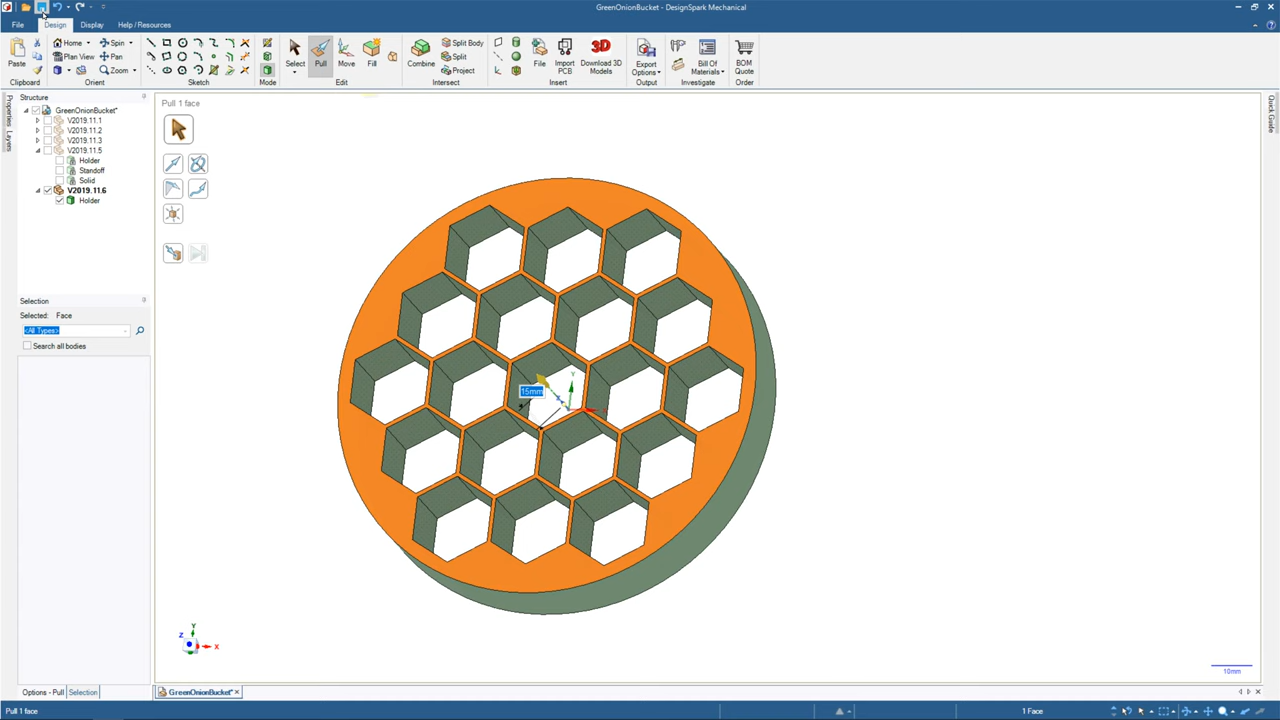 GreenOnionBucket - DesignSpark Mechanical
File Design Display Help / Resources
Paste
Home Spin
Plan View Pan
Zoom
Select Pull Move Fill
Combine
Split Body
Split
Project
File Import PCB Download 3D Models
Export Options
Bill Of Materials
BOM Quote
Clipboard Orient Sketch Mode Edit Intersect Insert Output Investigate Order
Structure
Properties
Layers
GreenOnionBucket*
V2019.11.1
V2019.11.2
V2019.11.3
V2019.11.5
Holder
Standoff
Solid
V2019.11.6
Holder
Selection
Selected: Face
<All Types>
Search all bodies
Options - Pull Selection
Pull 1 face
15mm
Y
Y
Z
X
10mm
Quick Guide
GreenOnionBucket*
Pull 1 face
1 Face